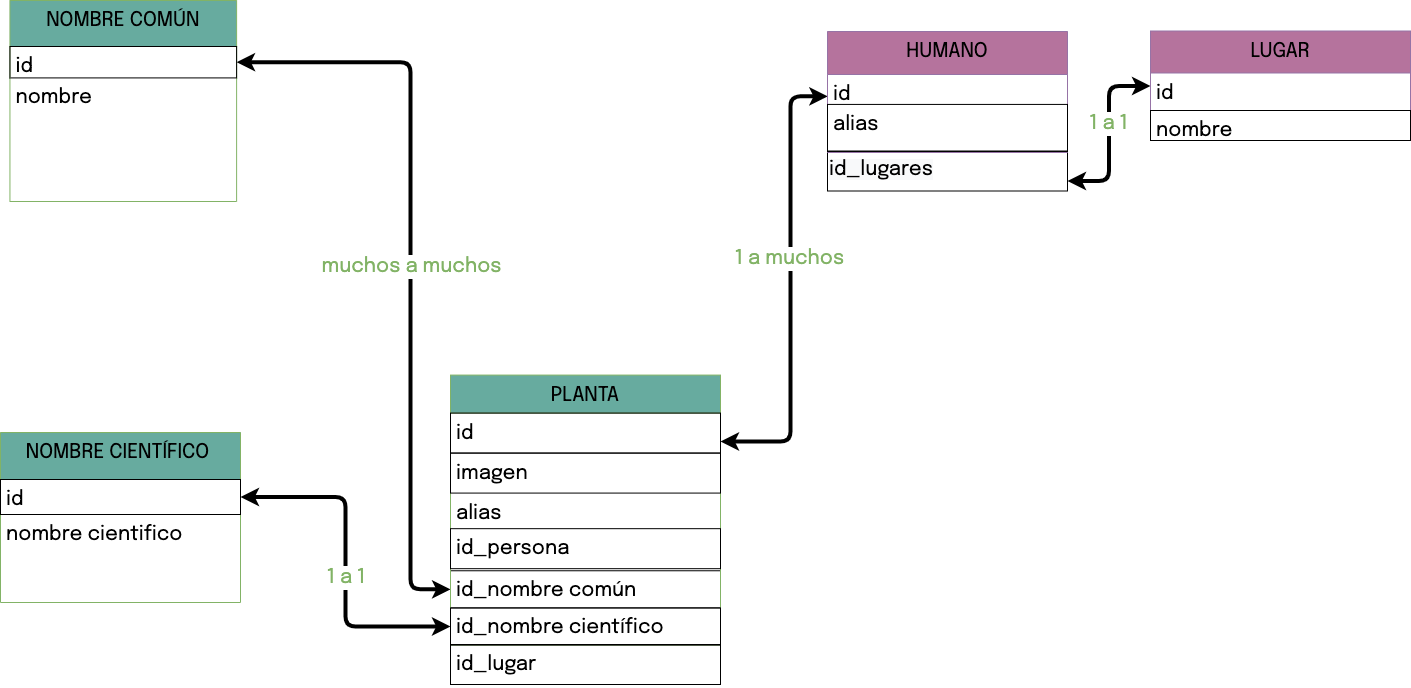 NOMBRE COMÚN
id
nombre
HUMANO
id
alias
id_lugares
LUGAR
id
nombre
1 a 1
muchos a muchos
1 a muchos
PLANTA
id
imagen
alias
id_persona
id_nombre común
id_nombre científico
id_lugar
NOMBRE CIENTÍFICO
id
nombre cientifico
1 a 1